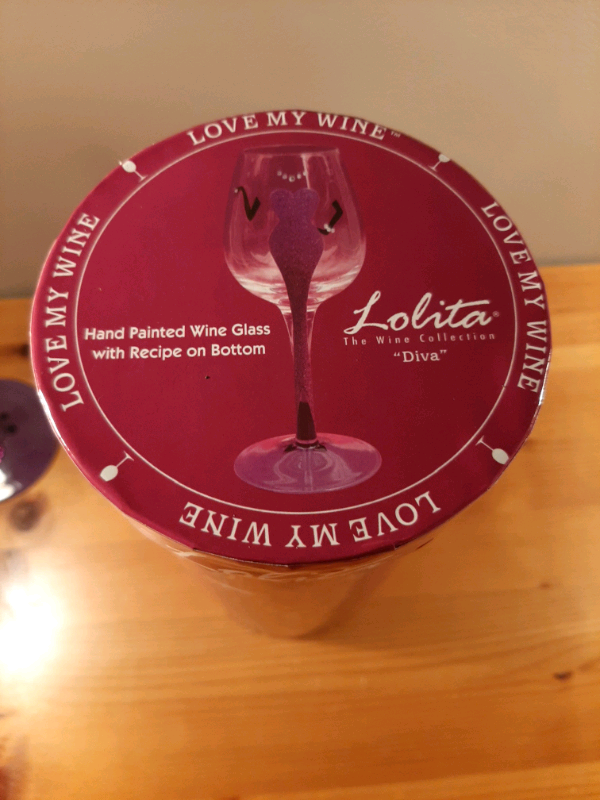 LOVE MY WINE™
LOVE MY WINE
LOVE MY WINE
Hand Painted Wine Glass
with Recipe on Bottom
Lolita®
The Wine Collection
“Diva”
LOVE MY WINE